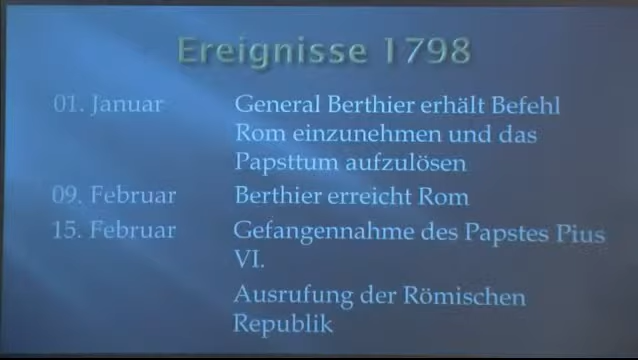 Ereignisse 1798
01. Januar General Berthier erhält Befehl
Rom einzunehmen und das
Papsttum aufzulösen
09. Februar Berthier erreicht Rom
15. Februar Gefangennahme des Papstes Pius
VI.
Ausrufung der Römischen
Republik